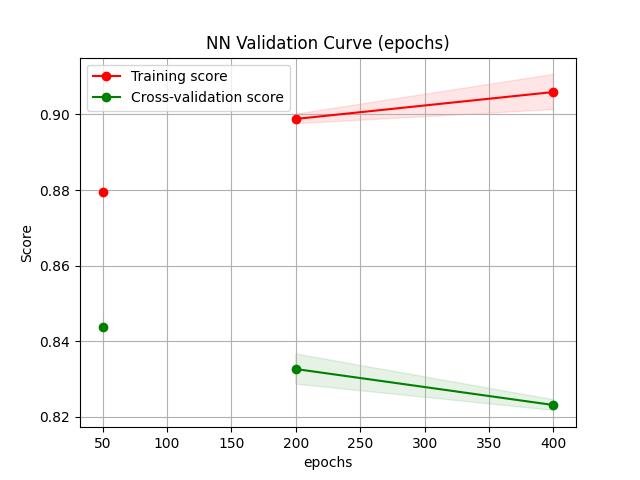 NN Validation Curve (epochs)
Training score
Cross-validation score
0.90
0.88
0.86
0.84
0.82
Score
50 100 150 200 250 300 350 400
epochs